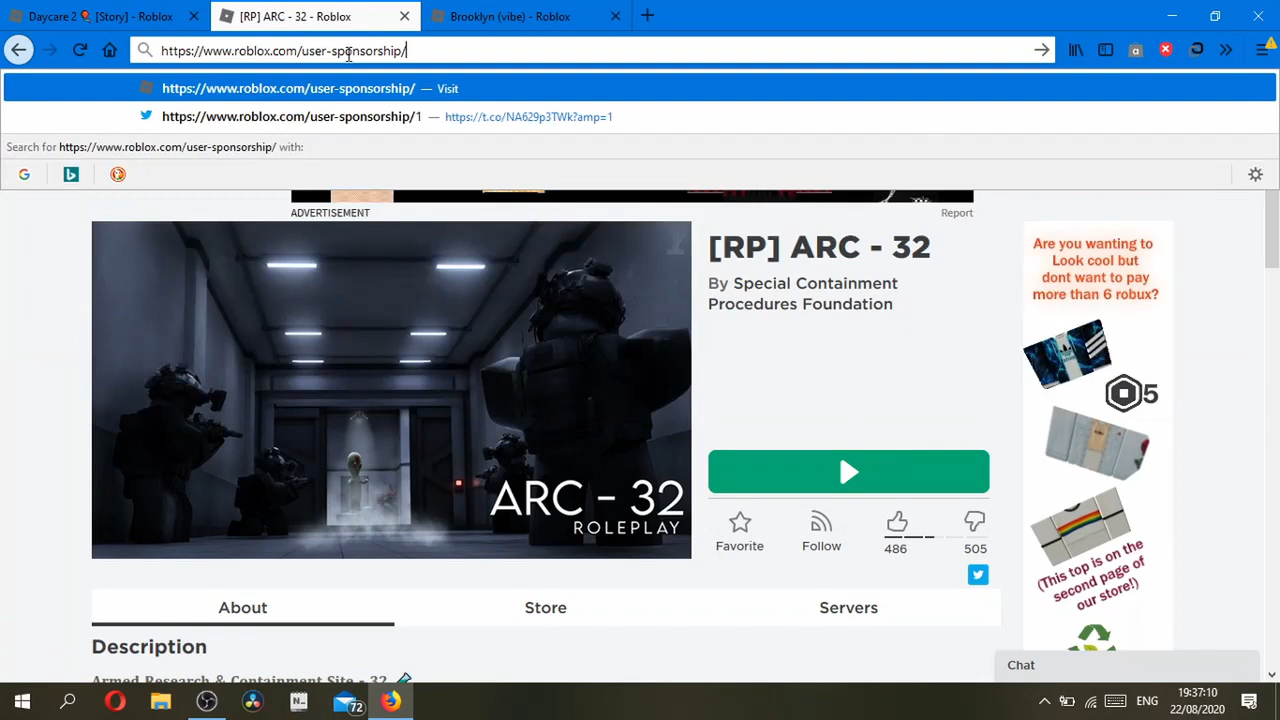 Daycare 2 🎈 [Story] - Roblox
[RP] ARC - 32 - Roblox
Brooklyn (vibe) - Roblox
https://www.roblox.com/user-sponsorship/
https://www.roblox.com/user-sponsorship/ — Visit
https://www.roblox.com/user-sponsorship/1 — https://t.co/NA629p3TWk?amp=1
Search for https://www.roblox.com/user-sponsorship/ with:
ADVERTISEMENT
Report
[RP] ARC - 32
By Special Containment
Procedures Foundation
ARC - 32
ROLEPLAY
Favorite
Follow
486
505
About
Store
Servers
Description
Armed Research & Containment Site - 32
Are you wanting to
Look cool but
dont want to pay
more than 6 robux?
5
(This top is on the
second page of
our store!)
Chat
72
ENG
19:37:10
22/08/2020